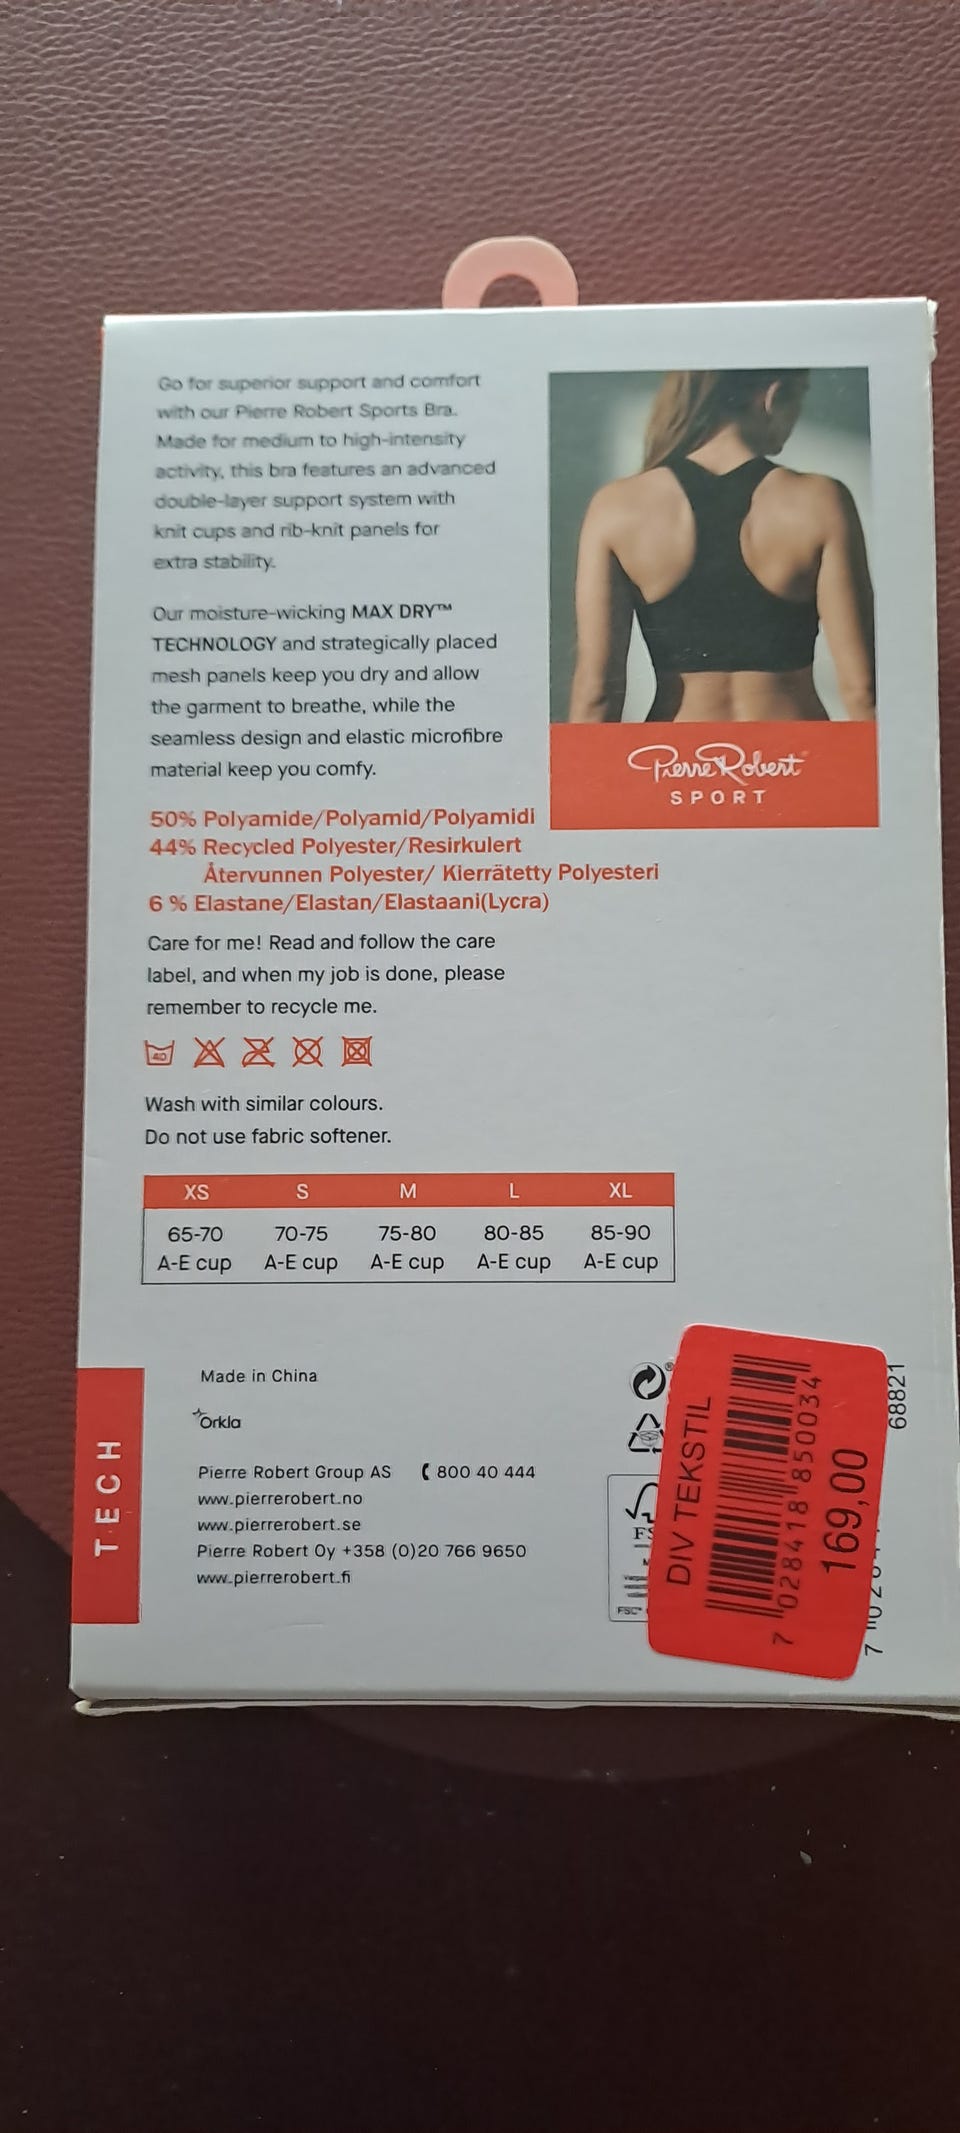 Go for superior support and comfort
with our Pierre Robert Sports Bra.
Made for medium to high-intensity
activity, this bra features an advanced
double-layer support system with
knit cups and rib-knit panels for
extra stability.
Our moisture-wicking MAX DRY™
TECHNOLOGY and strategically placed
mesh panels keep you dry and allow
the garment to breathe, while the
seamless design and elastic microfibre
material keep you comfy.
Pierre Robert
SPORT
50% Polyamide/Polyamid/Polyamidi
44% Recycled Polyester/Resirkulert
Återvunnen Polyester/ Kierrätetty Polyesteri
6 % Elastane/Elastan/Elastaani(Lycra)
Care for me! Read and follow the care
label, and when my job is done, please
remember to recycle me.
40
Wash with similar colours.
Do not use fabric softener.
XS S M L XL
65-70 70-75 75-80 80-85 85-90
A-E cup A-E cup A-E cup A-E cup A-E cup
TECH
Made in China
Orkla
Pierre Robert Group AS 800 40 444
www.pierrerobert.no
www.pierrerobert.se
Pierre Robert Oy +358 (0)20 766 9650
www.pierrerobert.fi
DIV TEKSTIL
7 028418 850034
169,00
68821